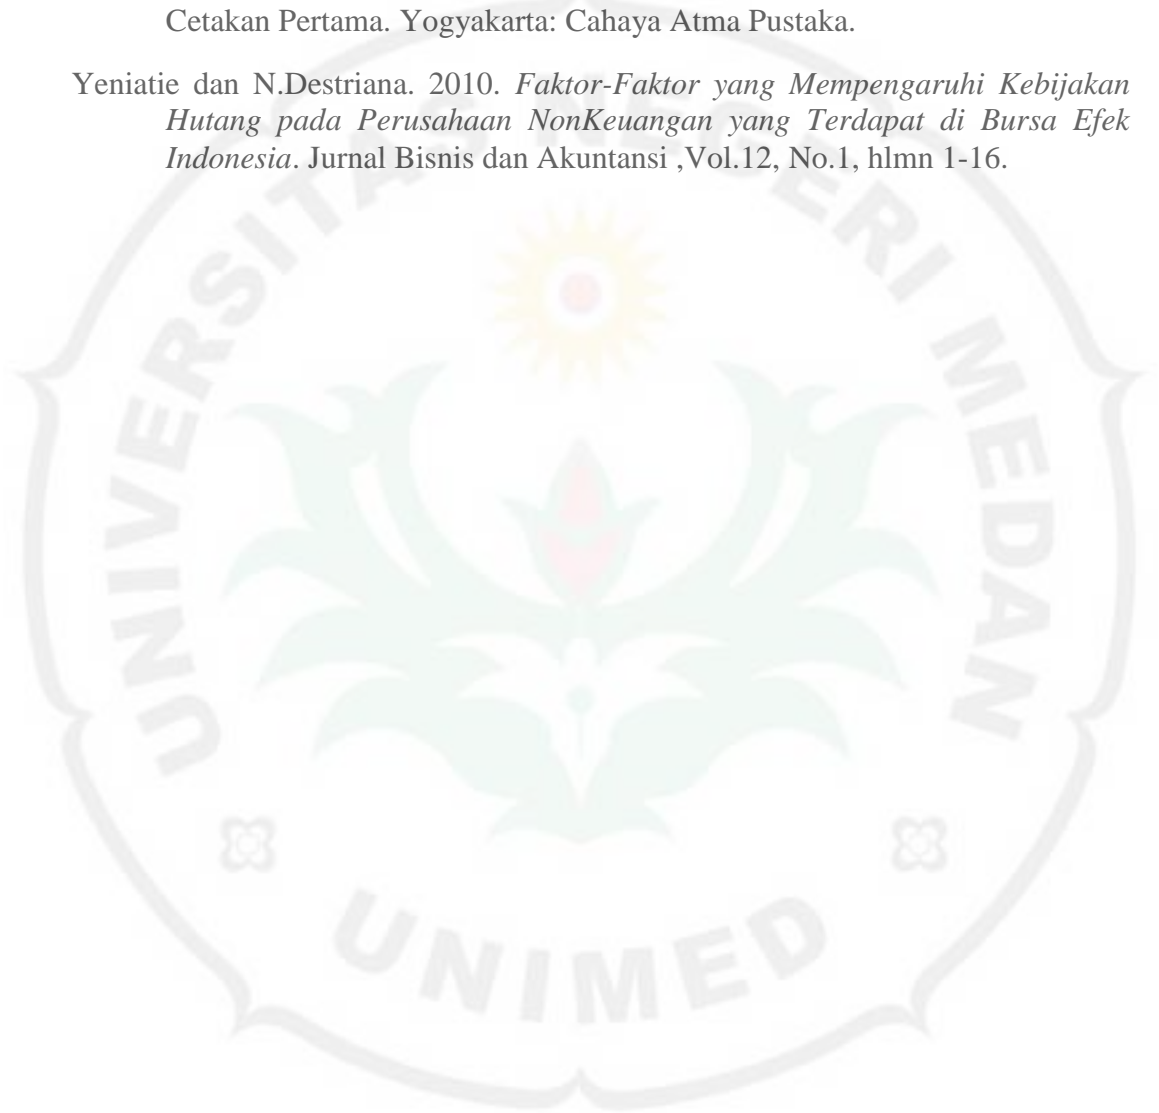 Cetakan Pertama. Yogyakarta: Cahaya Atma Pustaka.
Yeniatie dan N.Destriana. 2010. Faktor-Faktor yang Mempengaruhi Kebijakan
Hutang pada Perusahaan NonKeuangan yang Terdapat di Bursa Efek
Indonesia. Jurnal Bisnis dan Akuntansi ,Vol.12, No.1, hlmn 1-16.
UNIVERSITAS NEGERI MEDAN
UNIMED